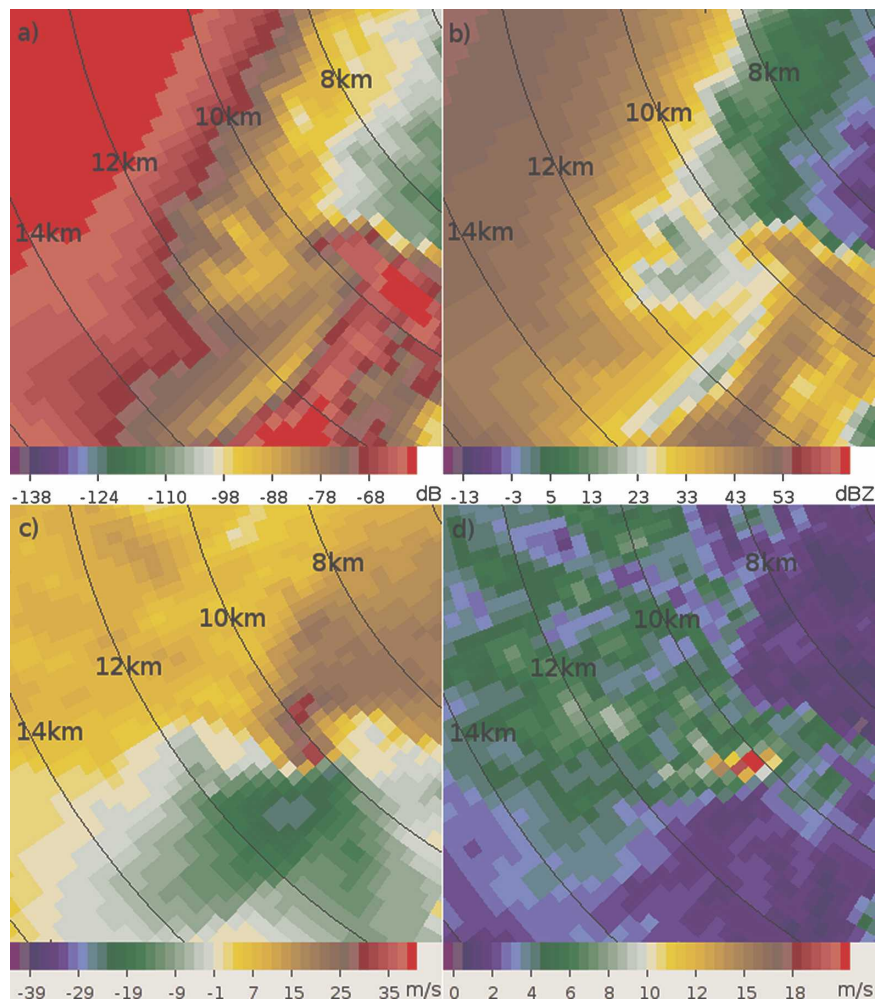 a)
8km
10km
12km
14km
-138 -124 -110 -98 -88 -78 -68 dB
b)
8km
10km
12km
14km
-13 -3 5 13 23 33 43 53 dBZ
c)
8km
10km
12km
14km
-39 -29 -19 -9 -1 7 15 25 35 m/s
d)
8km
10km
12km
14km
0 2 4 6 8 10 12 15 18 m/s